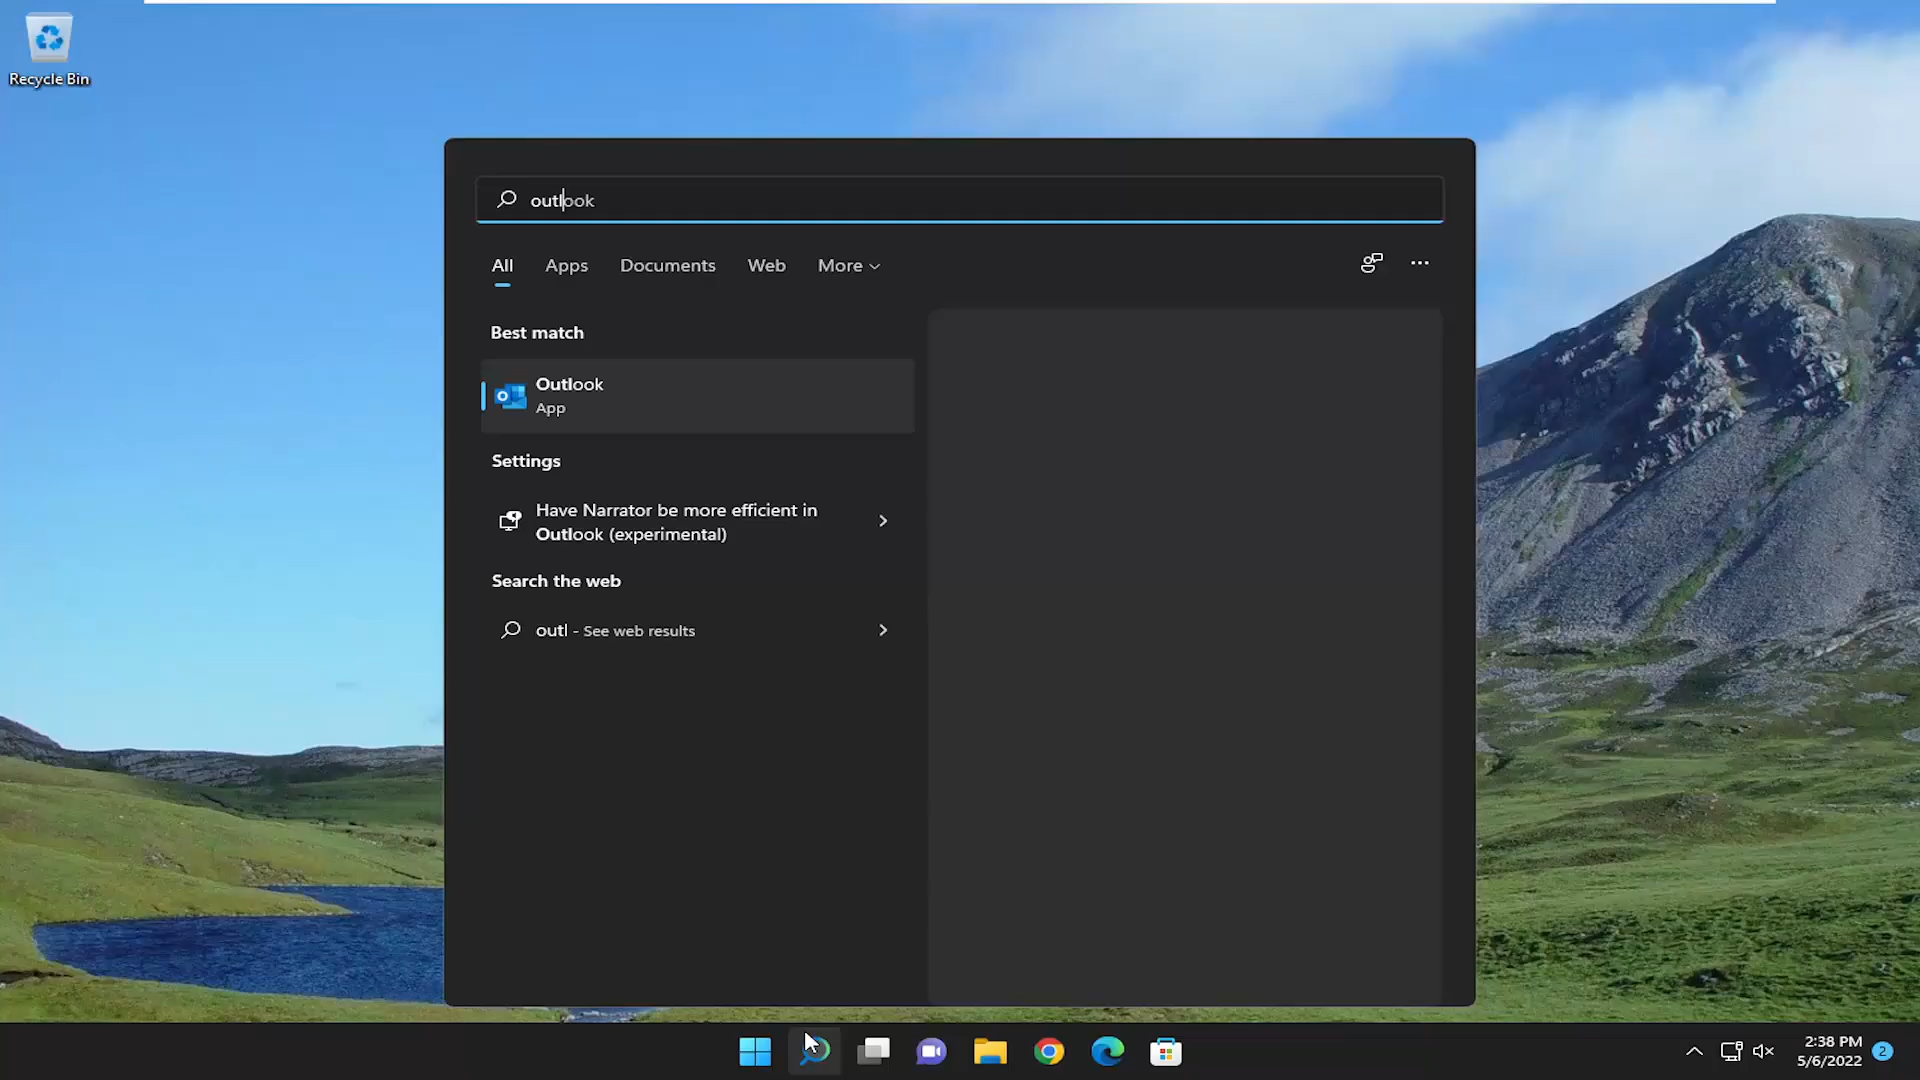 Recycle Bin
outlook
All Apps Documents Web More
Best match
Outlook
App
Settings
Have Narrator be more efficient in
Outlook (experimental)
Search the web
outl - See web results
2:38 PM
5/6/2022
2